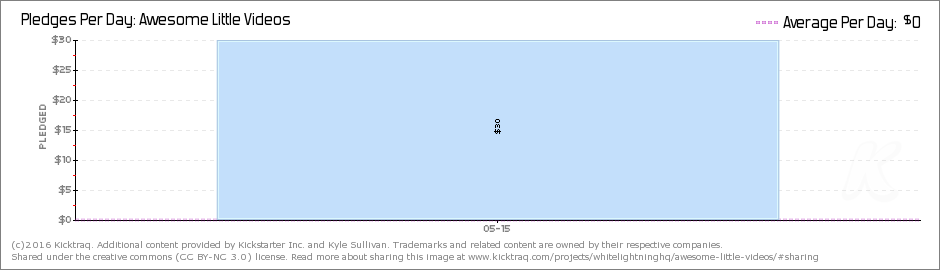 Pledges Per Day: Awesome Little Videos
Average Per Day: $0
$30
$25
$20
$15
$10
$5
$0
PLEDGED
$30
05-15
(c)2016 Kicktraq. Additional content provided by Kickstarter Inc. and Kyle Sullivan. Trademarks and related content are owned by their respective companies.
Shared under the creative commons (CC BY-NC 3.0) license. Read more about sharing this image at www.kicktraq.com/projects/whitelightninghq/awesome-little-videos/#sharing